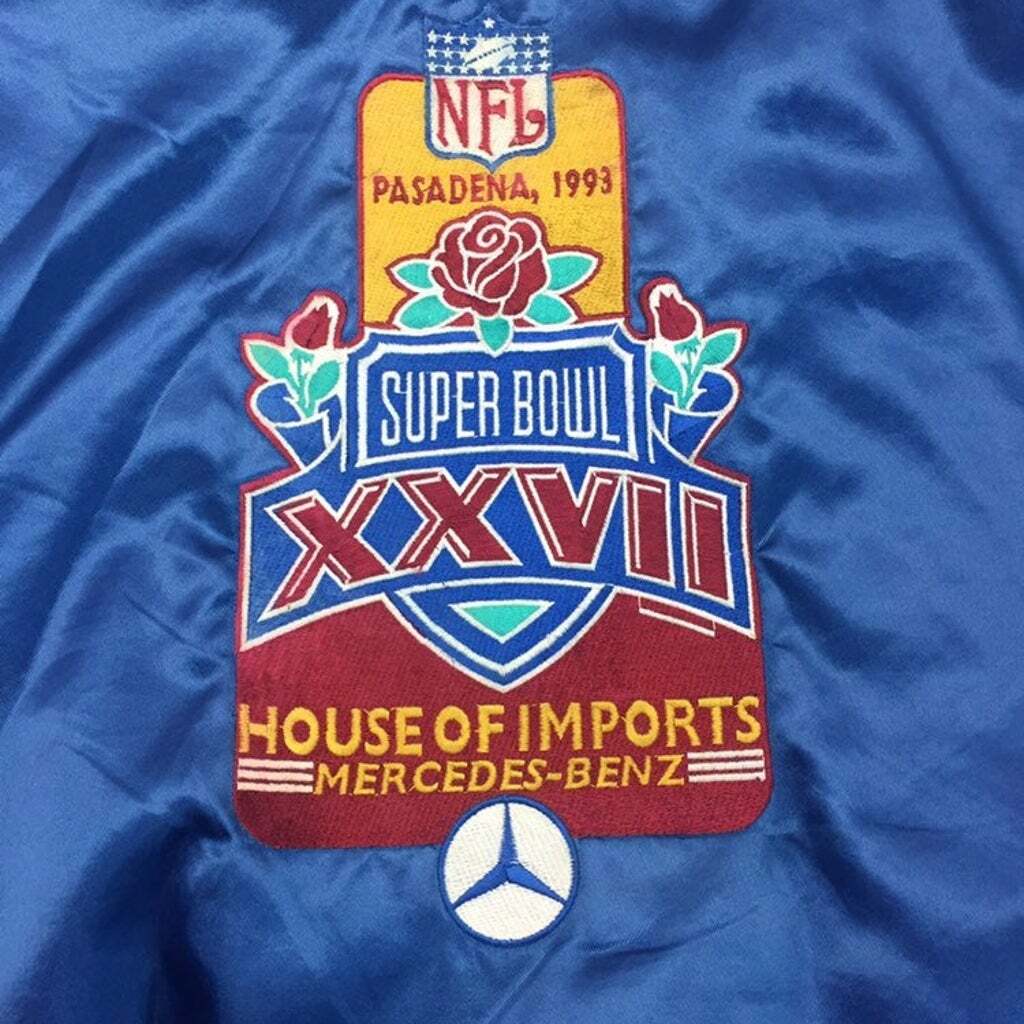 NFL
PASADENA, 1993
SUPER BOWL
XXVII
HOUSE OF IMPORTS
MERCEDES-BENZ